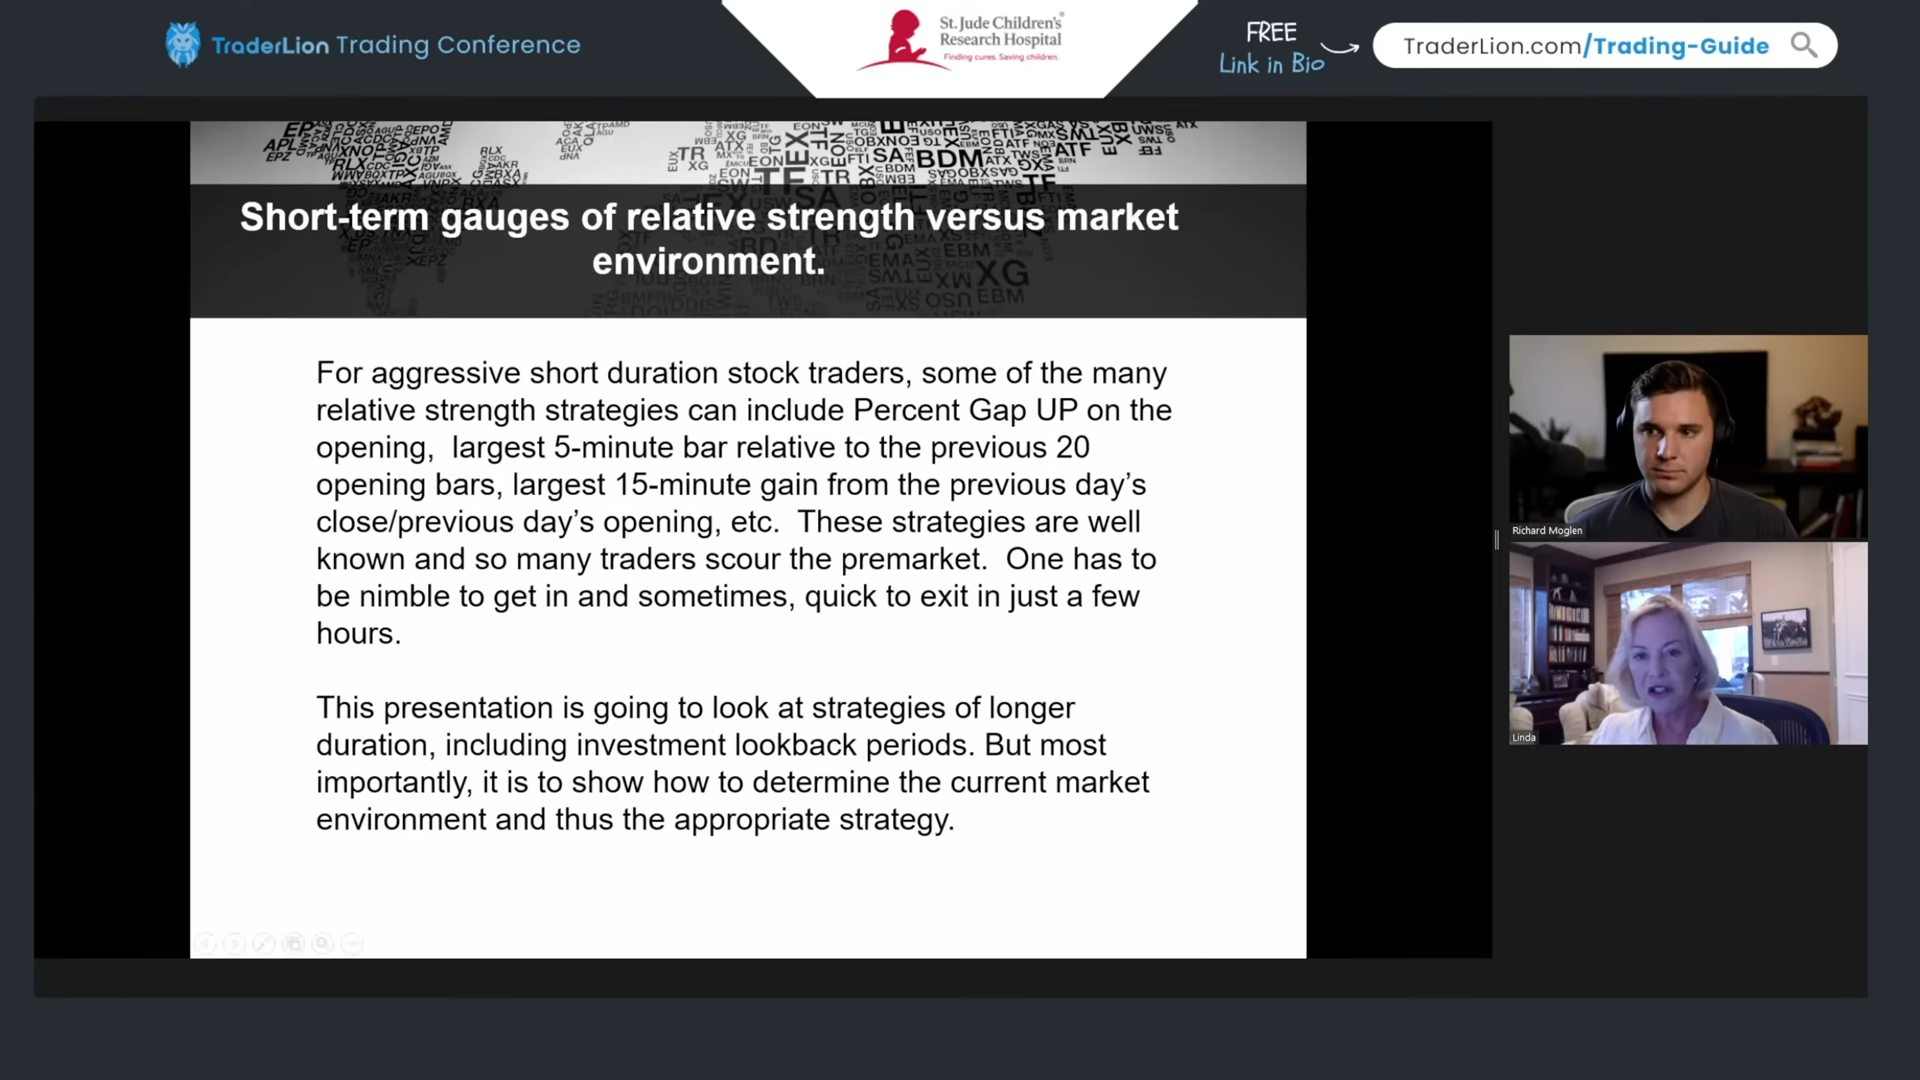 TraderLion Trading Conference
St. Jude Children's
Research Hospital
Finding cures. Saving children.
FREE
Link in Bio
TraderLion.com/Trading-Guide
Short-term gauges of relative strength versus market
environment.
For aggressive short duration stock traders, some of the many
relative strength strategies can include Percent Gap UP on the
opening,  largest 5-minute bar relative to the previous 20
opening bars, largest 15-minute gain from the previous day's
close/previous day's opening, etc.  These strategies are well
known and so many traders scour the premarket.  One has to
be nimble to get in and sometimes, quick to exit in just a few
hours.
This presentation is going to look at strategies of longer
duration, including investment lookback periods. But most
importantly, it is to show how to determine the current market
environment and thus the appropriate strategy.
Richard Moglen
Linda